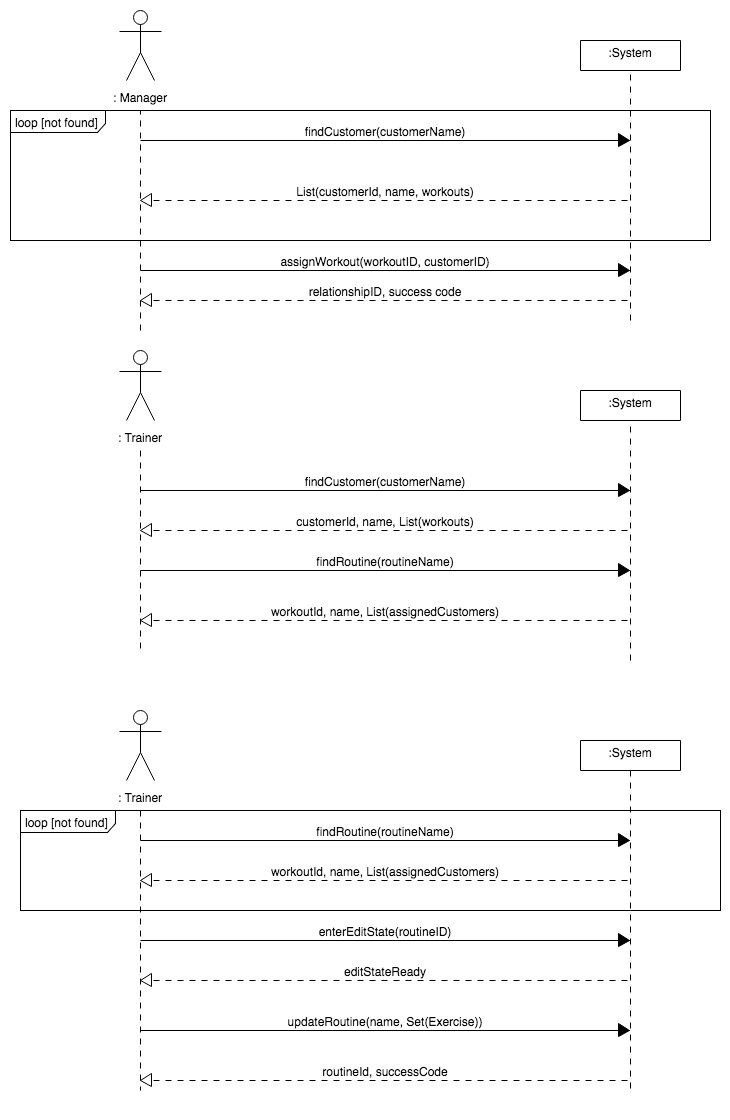 :System
: Manager
loop [not found]
findCustomer(customerName)
List(customerId, name, workouts)
assignWorkout(workoutID, customerID)
relationshipID, success code
:System
: Trainer
findCustomer(customerName)
customerId, name, List(workouts)
findRoutine(routineName)
workoutId, name, List(assignedCustomers)
:System
: Trainer
loop [not found]
findRoutine(routineName)
workoutId, name, List(assignedCustomers)
enterEditState(routineID)
editStateReady
updateRoutine(name, Set(Exercise))
routineId, successCode